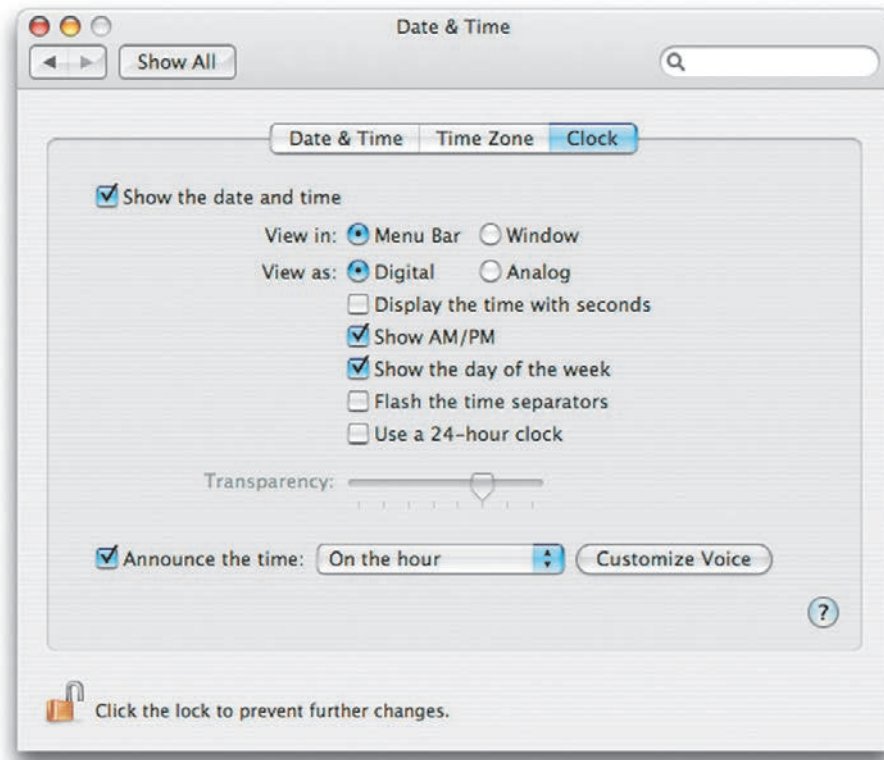 Date & Time
Show All
Date & Time Time Zone Clock
Show the date and time
View in: Menu Bar Window
View as: Digital Analog
Display the time with seconds
Show AM/PM
Show the day of the week
Flash the time separators
Use a 24-hour clock
Transparency:
Announce the time: On the hour Customize Voice
?
Click the lock to prevent further changes.